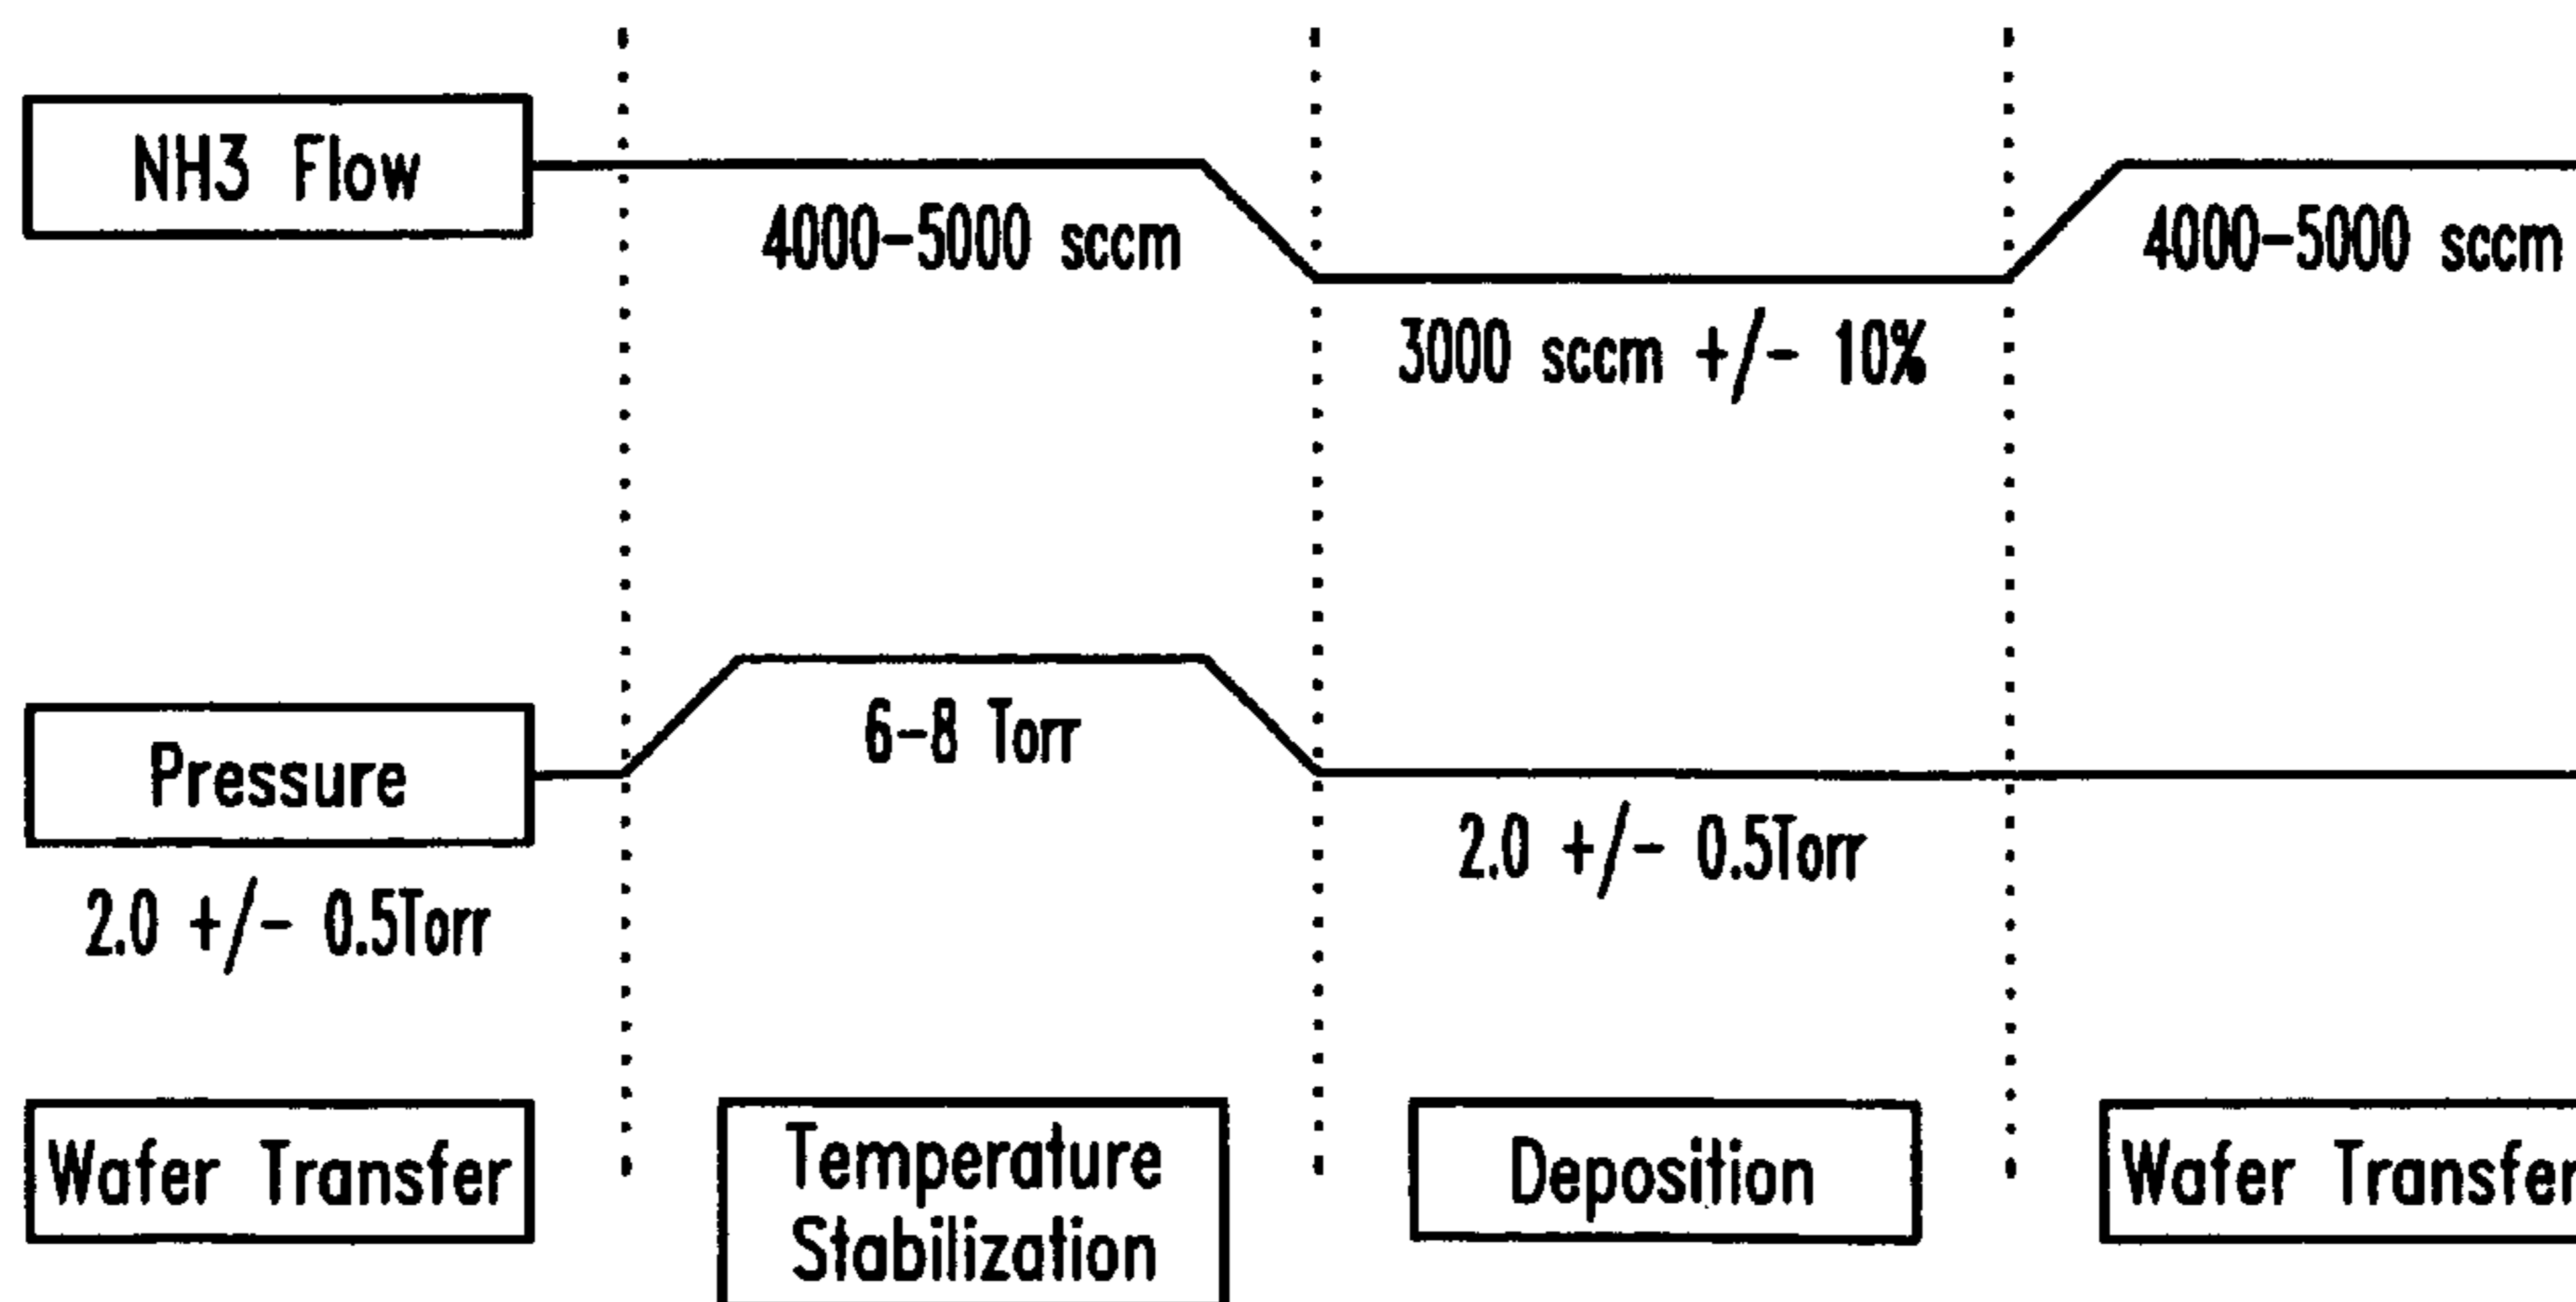 NH3 Flow
4000-5000 sccm
4000-5000 sccm
3000 sccm +/- 10%
6-8 Torr
Pressure
2.0 +/- 0.5Torr
2.0 +/- 0.5Torr
Wafer Transfer
Temperature
Stabilization
Deposition
Wafer Transfer